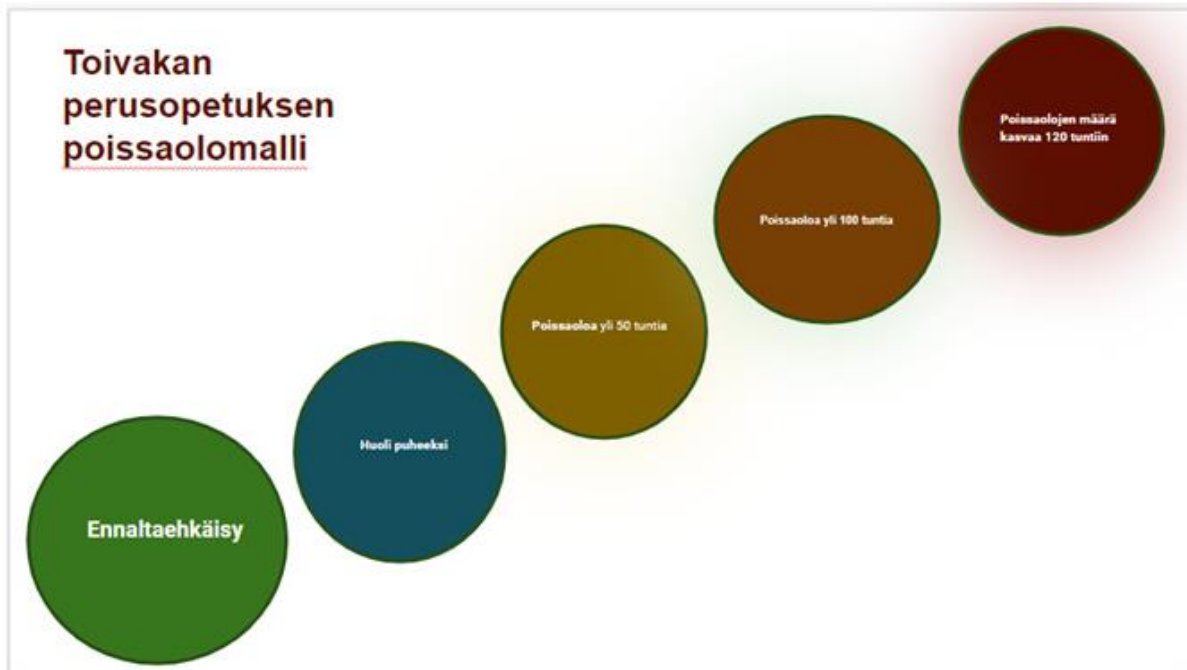 Toivakan
perusopetuksen
poissaolomalli
Ennaltaehkäisy
Huoli puheeksi
Poissaoloa yli 50 tuntia
Poissaoloa yli 100 tuntia
Poissaolojen määrä
kasvaa 120 tuntiin